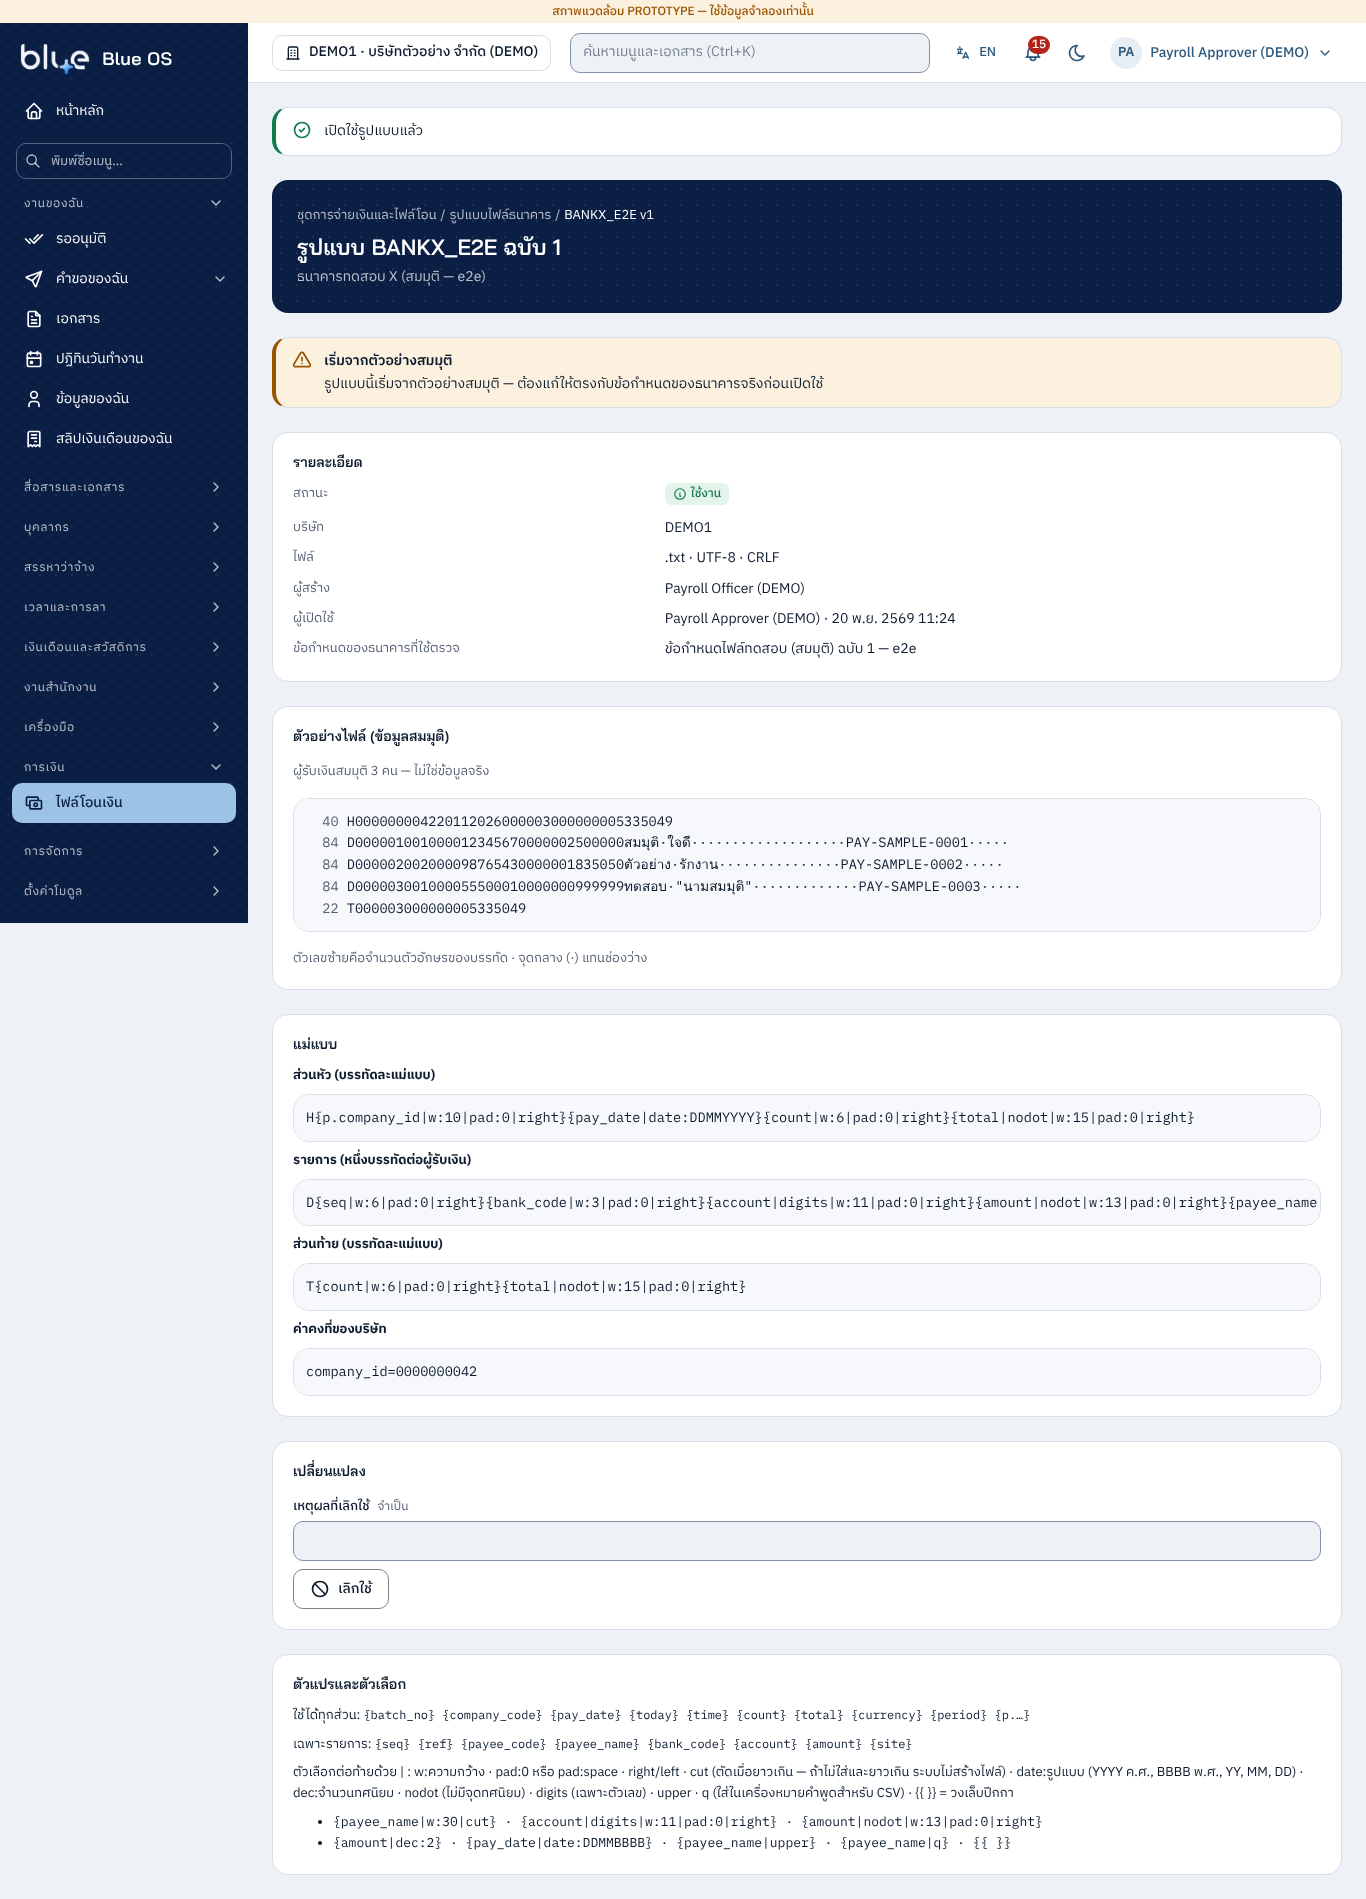 สภาพแวดล้อม PROTOTYPE — ใช้ข้อมูลจำลองเท่านั้น
blue Blue OS
DEMO1 · บริษัทตัวอย่าง จำกัด (DEMO)
ค้นหาเมนูและเอกสาร (Ctrl+K)
EN
15
PA Payroll Approver (DEMO)
หน้าหลัก
พิมพ์ชื่อเมนู...
งานของฉัน
รออนุมัติ
คำขอของฉัน
เอกสาร
ปฏิทินวันทำงาน
ข้อมูลของฉัน
สลิปเงินเดือนของฉัน
สื่อสารและเอกสาร
บุคลากร
สรรหาว่าจ้าง
เวลาและการลา
เงินเดือนและสวัสดิการ
งานสำนักงาน
เครื่องมือ
การเงิน
ไฟล์โอนเงิน
การจัดการ
ตั้งค่าโมดูล
เปิดใช้รูปแบบแล้ว
ชุดการจ่ายเงินและไฟล์โอน / รูปแบบไฟล์ธนาคาร / BANKX_E2E v1
รูปแบบ BANKX_E2E ฉบับ 1
ธนาคารทดสอบ X (สมมุติ — e2e)
เริ่มจากตัวอย่างสมมุติ
รูปแบบนี้เริ่มจากตัวอย่างสมมุติ — ต้องแก้ให้ตรงกับข้อกำหนดของธนาคารจริงก่อนเปิดใช้
รายละเอียด
สถานะ ใช้งาน
บริษัท DEMO1
ไฟล์ .txt · UTF-8 · CRLF
ผู้สร้าง Payroll Officer (DEMO)
ผู้เปิดใช้ Payroll Approver (DEMO) · 20 พ.ย. 2569 11:24
ข้อกำหนดของธนาคารที่ใช้ตรวจ ข้อกำหนดไฟล์ทดสอบ (สมมุติ) ฉบับ 1 — e2e
ตัวอย่างไฟล์ (ข้อมูลสมมุติ)
ผู้รับเงินสมมุติ 3 คน — ไม่ใช่ข้อมูลจริง
40 H000000004220112026000003000000005335049
84 D00000100100012345670000002500000สมมุติ·ใจดี···················PAY-SAMPLE-0001·····
84 D000002002000098765430000001835050ตัวอย่าง·รักงาน···············PAY-SAMPLE-0002·····
84 D00000300100005550001000000099 9999ทดสอบ·"นามสมมุติ"·············PAY-SAMPLE-0003·····
22 T000003000000005335049
ตัวเลขซ้ายคือจำนวนตัวอักษรของบรรทัด · จุดกลาง (·) แทนช่องว่าง
แม่แบบ
ส่วนหัว (บรรทัดละแม่แบบ)
H{p.company_id|w:10|pad:0|right}{pay_date|date:DDMMYYYY}{count|w:6|pad:0|right}{total|nodot|w:15|pad:0|right}
รายการ (หนึ่งบรรทัดต่อผู้รับเงิน)
D{seq|w:6|pad:0|right}{bank_code|w:3|pad:0|right}{account|digits|w:11|pad:0|right}{amount|nodot|w:13|pad:0|right}{payee_name
ส่วนท้าย (บรรทัดละแม่แบบ)
T{count|w:6|pad:0|right}{total|nodot|w:15|pad:0|right}
ค่าคงที่ของบริษัท
company_id=0000000042
เปลี่ยนแปลง
เหตุผลที่เลิกใช้ จำเป็น
เลิกใช้
ตัวแปรและตัวเลือก
ใช้ได้ทุกส่วน: {batch_no} {company_code} {pay_date} {today} {time} {count} {total} {currency} {period} {p.…}
เฉพาะรายการ: {seq} {ref} {payee_code} {payee_name} {bank_code} {account} {amount} {site}
ตัวเลือกต่อท้ายด้วย | : w:ความกว้าง · pad:0 หรือ pad:space · right/left · cut (ตัดเมื่อยาวเกิน — ถ้าไม่ใส่และยาวเกิน ระบบไม่สร้างไฟล์) · date:รูปแบบ (YYYY ค.ศ., BBBB พ.ศ., YY, MM, DD) ·
dec:จำนวนทศนิยม · nodot (ไม่มีจุดทศนิยม) · digits (เฉพาะตัวเลข) · upper · q (ใส่ในเครื่องหมายคำพูดสำหรับ CSV) · {{ }} = วงเล็บปีกกา
• {payee_name|w:30|cut} · {account|digits|w:11|pad:0|right} · {amount|nodot|w:13|pad:0|right}
• {amount|dec:2} · {pay_date|date:DDMMBBBB} · {payee_name|upper} · {payee_name|q} · {{ }}